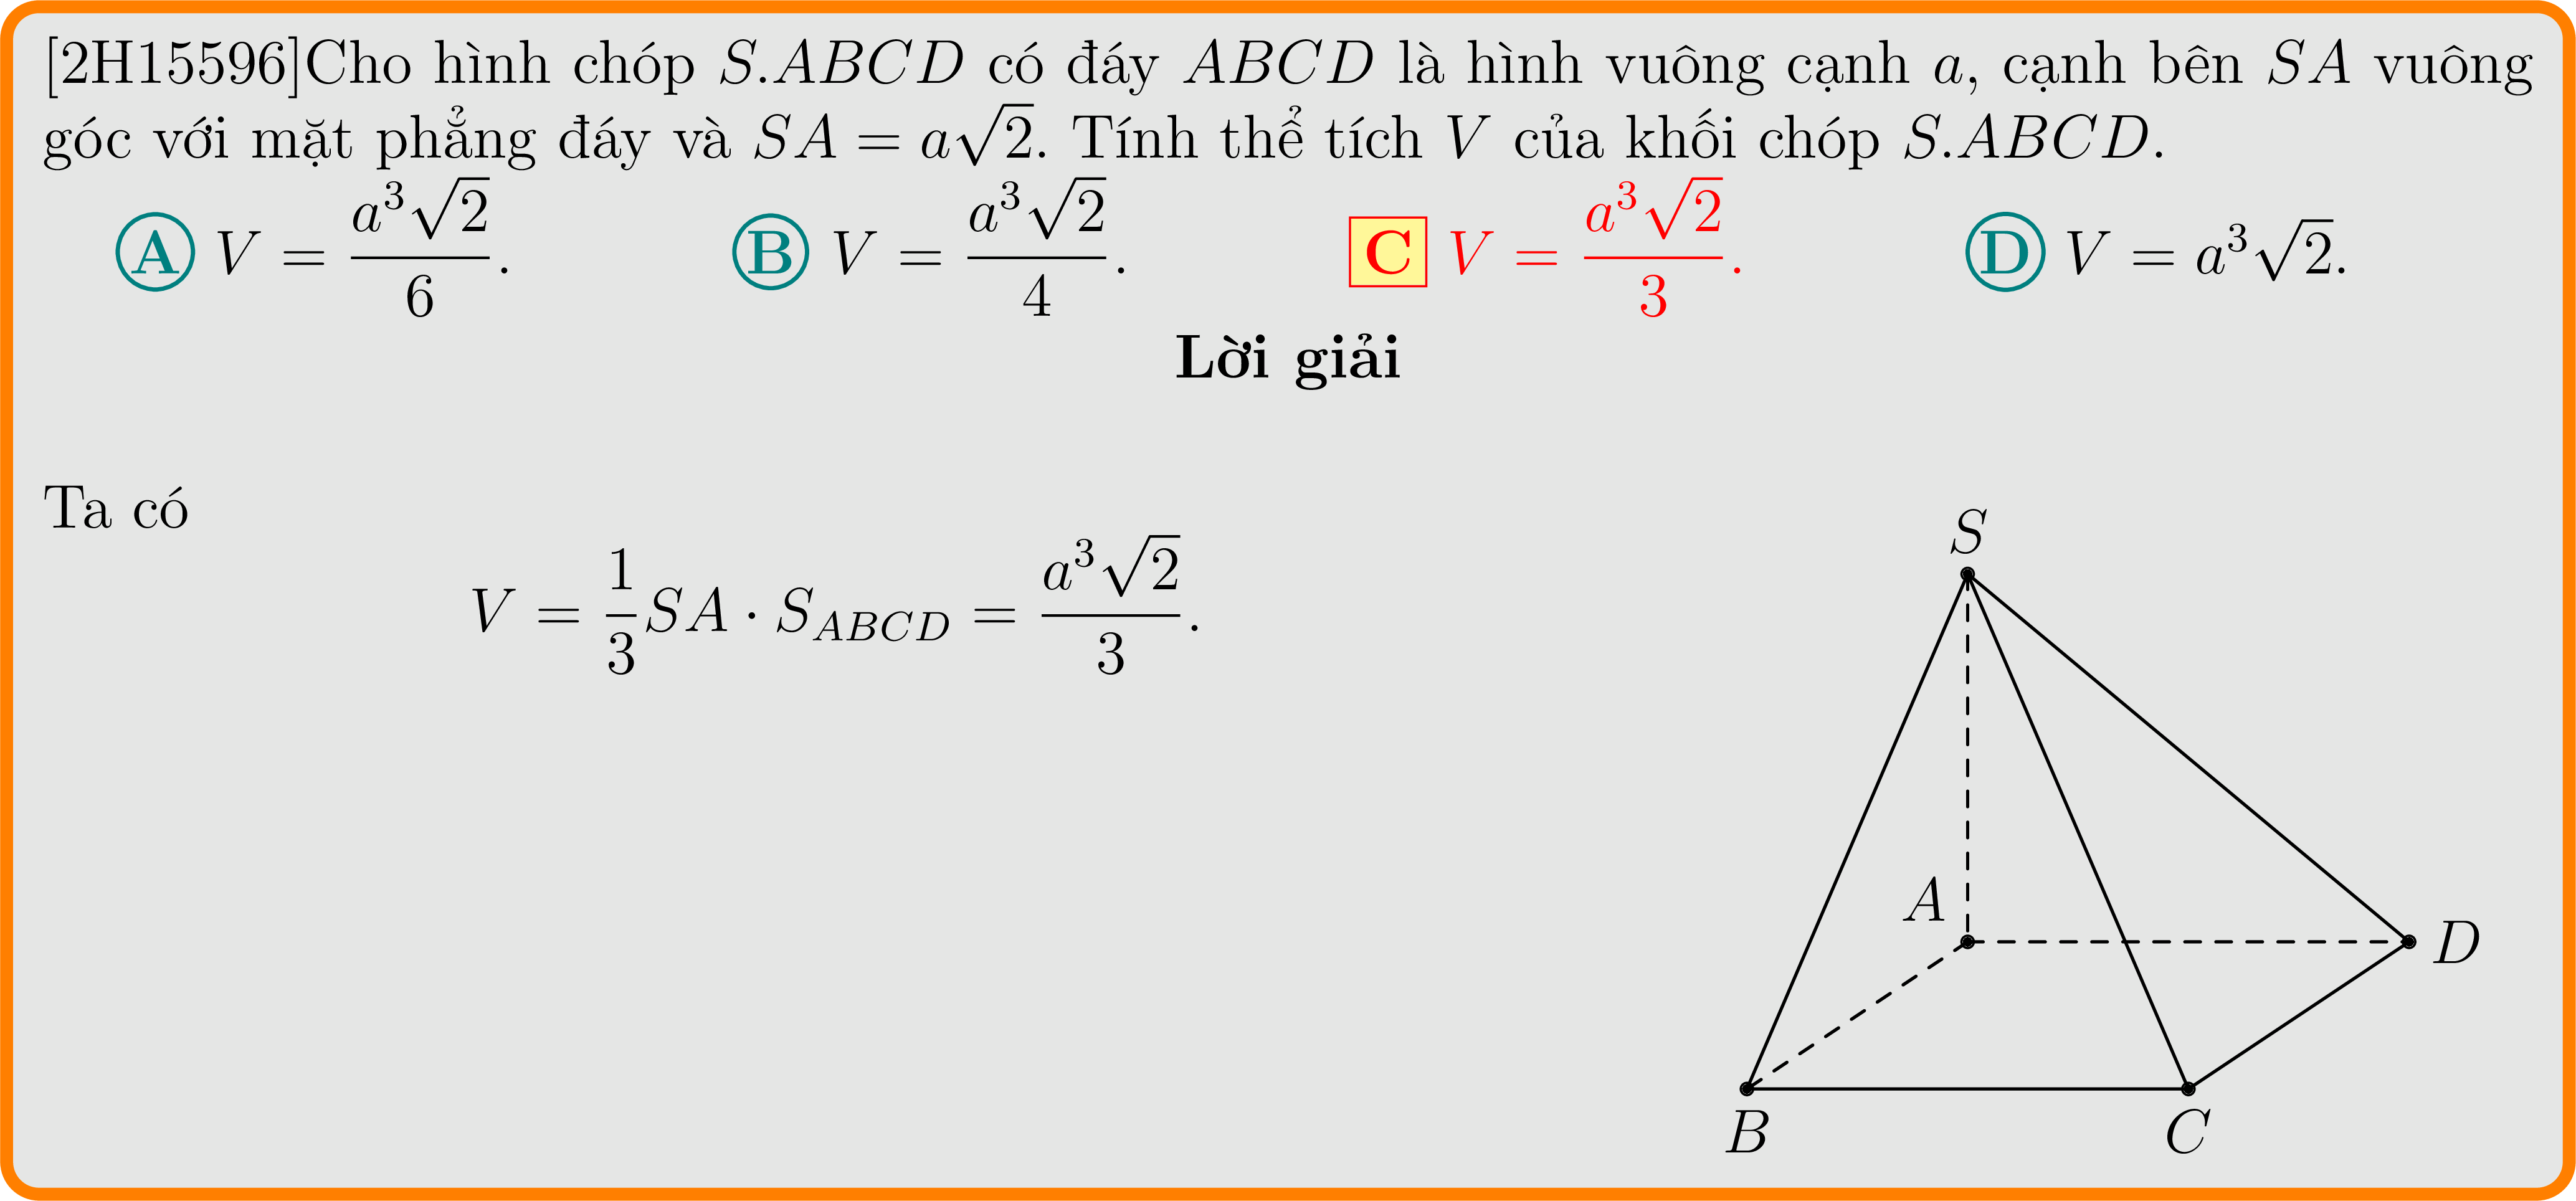 [2H15596]Cho hình chóp S.ABCD có đáy ABCD là hình vuông cạnh a, cạnh bên SA vuông
góc với mặt phẳng đáy và SA = a√2. Tính thể tích V của khối chóp S.ABCD.
A V = \frac{a^3\sqrt{2}}{6}. B V = \frac{a^3\sqrt{2}}{4}. C V = \frac{a^3\sqrt{2}}{3}. D V = a^3\sqrt{2}.
Lời giải
Ta có
V = \frac{1}{3}SA · S_{ABCD} = \frac{a^3\sqrt{2}}{3}.
S
A
D
B
C